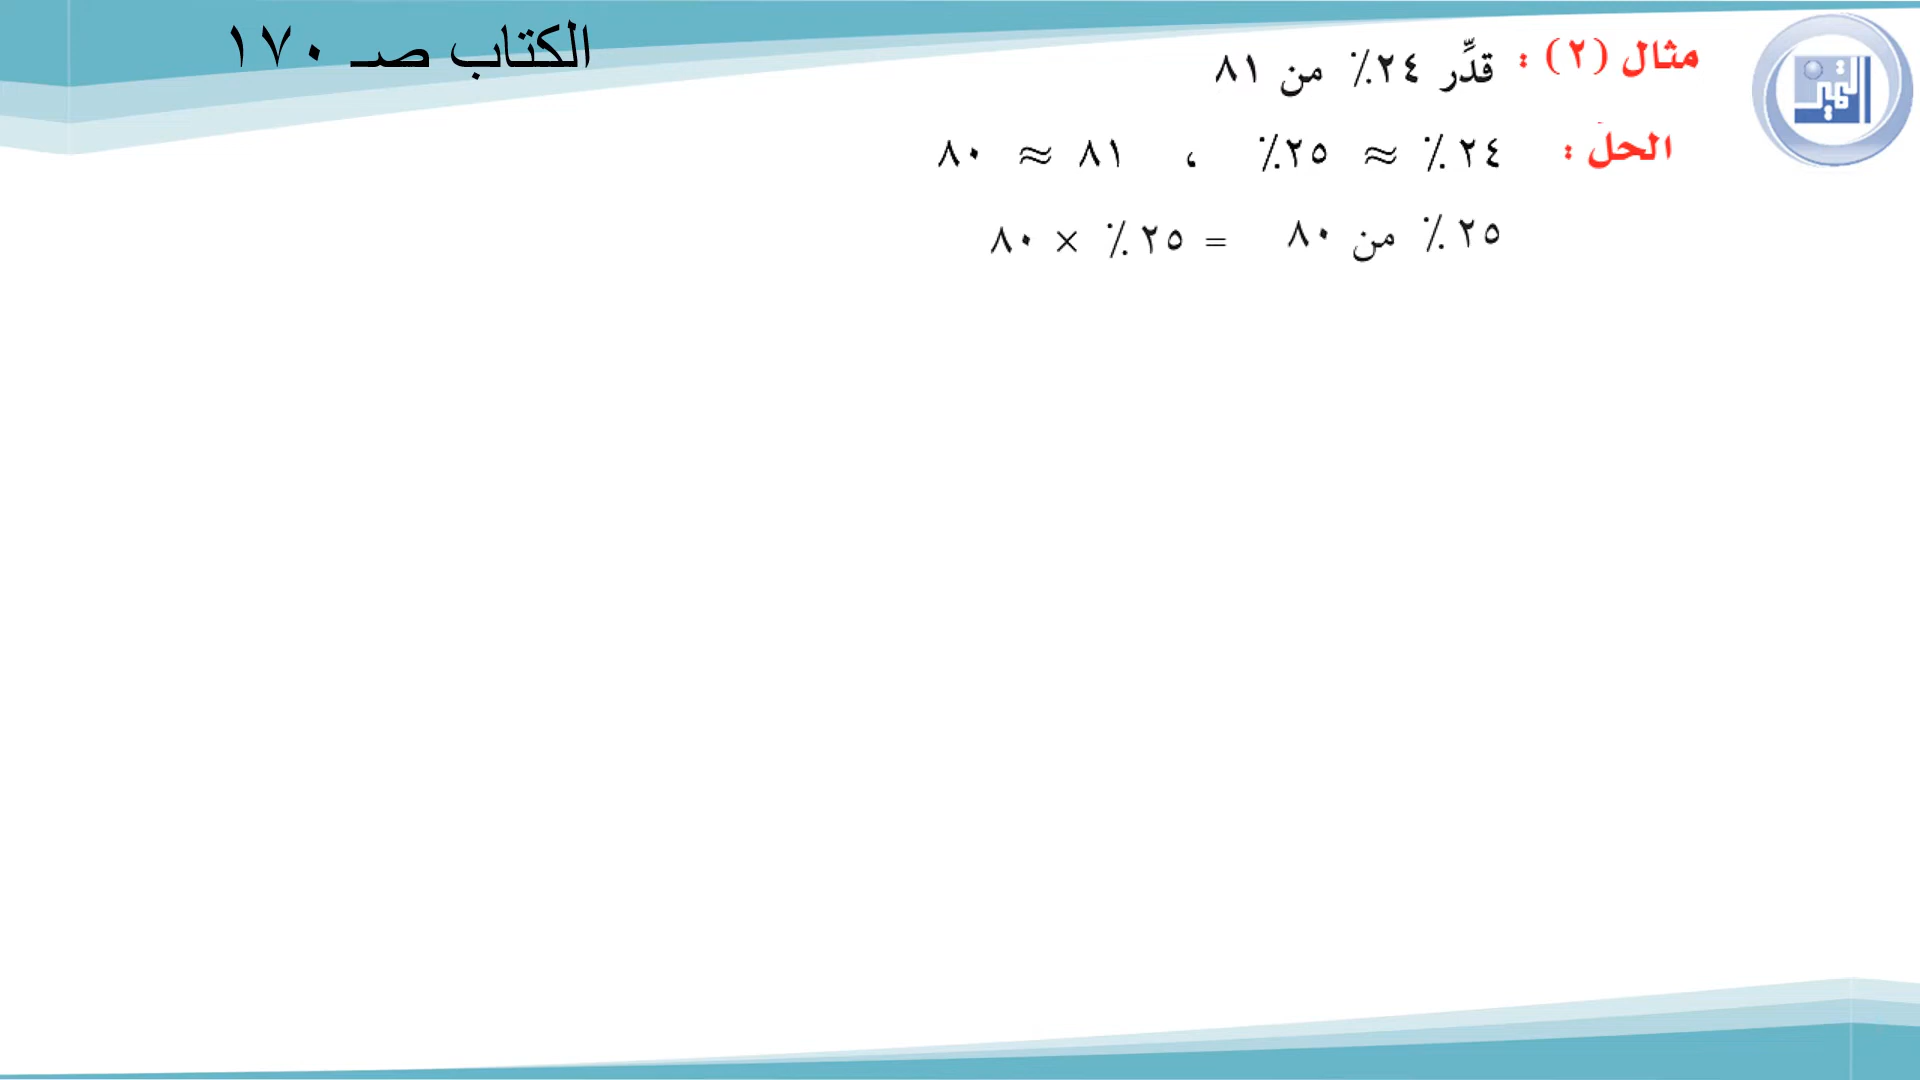 الكتاب صـ ١٧٠
مثال (٢) : قدِّر ٢٤٪ من ٨١
الحل : ٢٤٪ ≈ ٢٥٪ ، ٨١ ≈ ٨٠
٢٥٪ من ٨٠ = ٢٥٪ × ٨٠
التميز